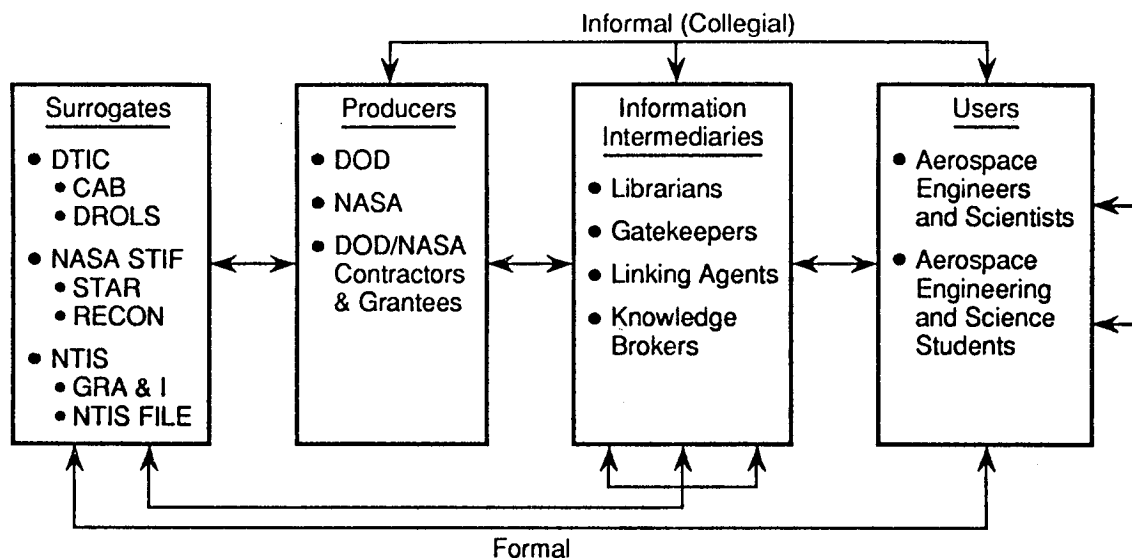 Informal (Collegial)
Surrogates
• DTIC
• CAB
• DROLS
• NASA STIF
• STAR
• RECON
• NTIS
• GRA & I
• NTIS FILE
Producers
• DOD
• NASA
• DOD/NASA
Contractors
& Grantees
Information
Intermediaries
• Librarians
• Gatekeepers
• Linking Agents
• Knowledge
Brokers
Users
• Aerospace
Engineers
and Scientists
• Aerospace
Engineering
and Science
Students
Formal